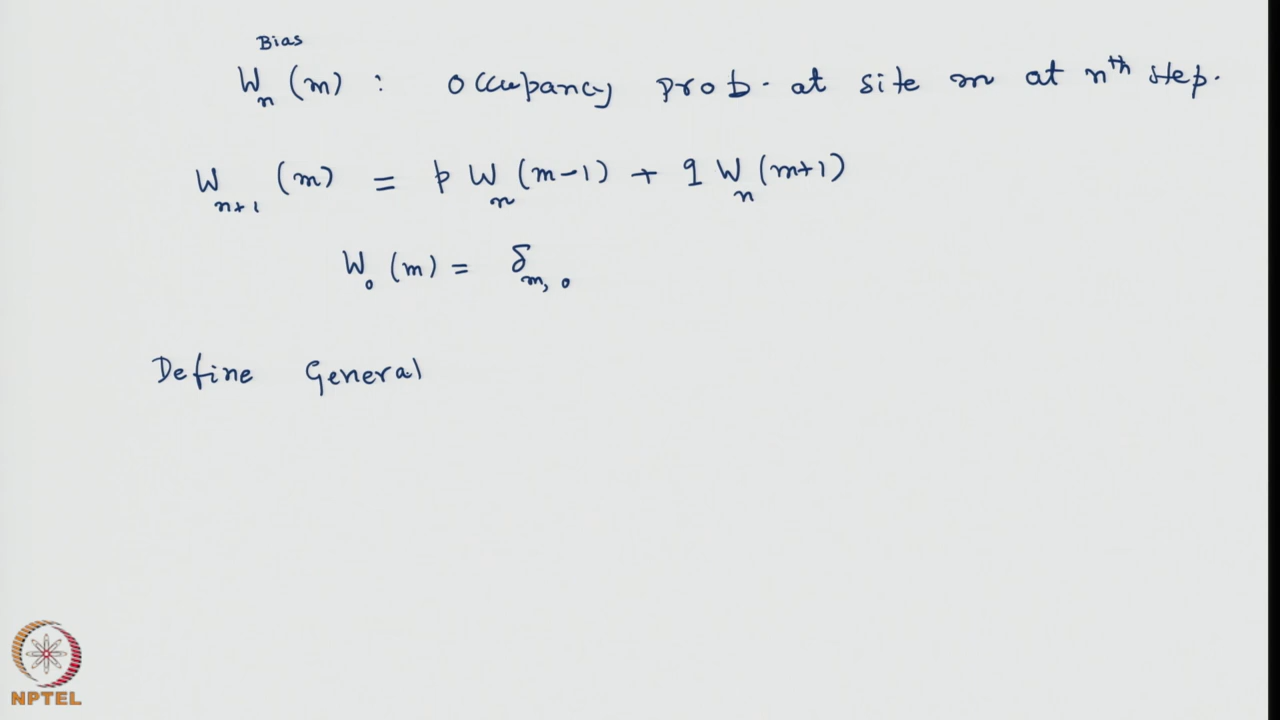 Bias
W_n (m) : Occupancy prob. at site m at n^th step.
W_{n+1} (m) = p W_n (m-1) + q W_n (m+1)
W_0 (m) = δ_{m, 0}
Define General
NPTEL